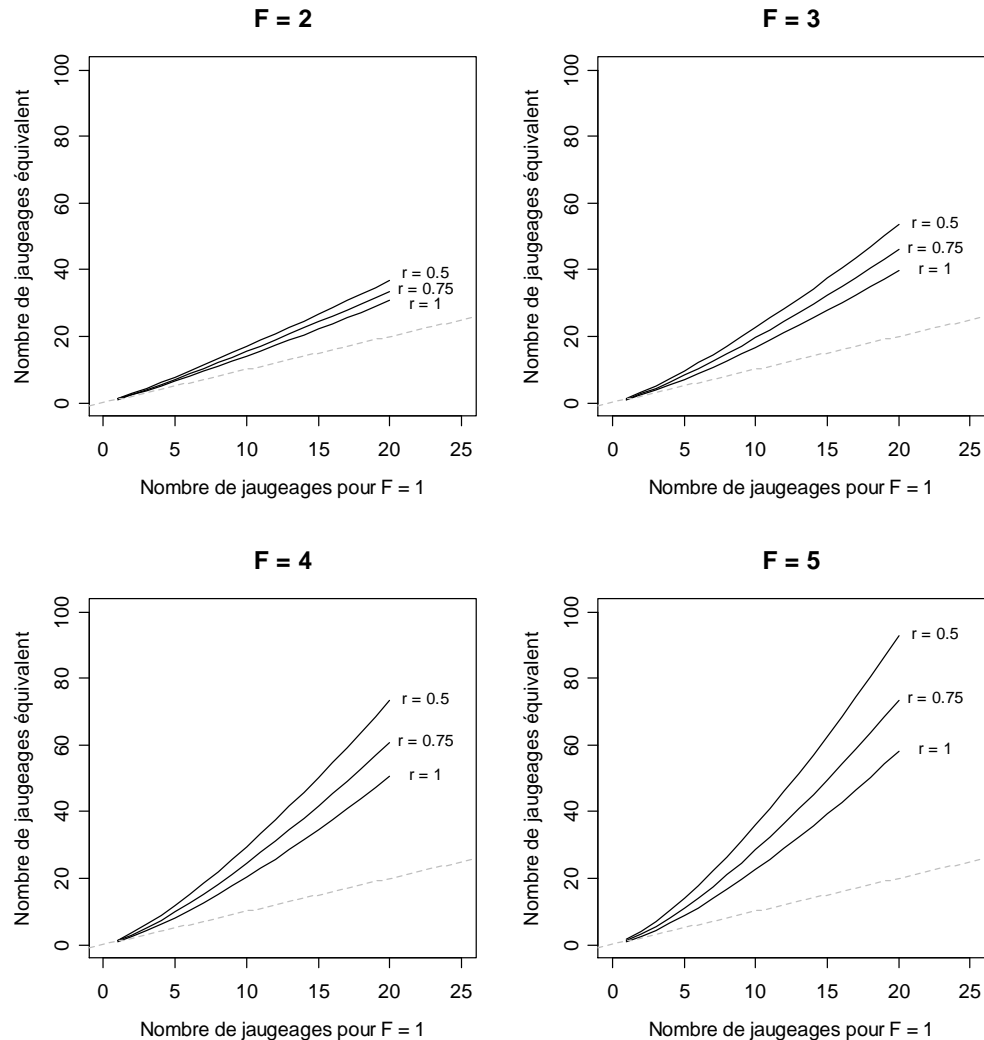 F = 2
Nombre de jaugeages équivalent
100
80
60
40
20
0
r = 0.5
r = 0.75
r = 1
0 5 10 15 20 25
Nombre de jaugeages pour F = 1
F = 3
Nombre de jaugeages équivalent
100
80
60
40
20
0
r = 0.5
r = 0.75
r = 1
0 5 10 15 20 25
Nombre de jaugeages pour F = 1
F = 4
Nombre de jaugeages équivalent
100
80
60
40
20
0
r = 0.5
r = 0.75
r = 1
0 5 10 15 20 25
Nombre de jaugeages pour F = 1
F = 5
Nombre de jaugeages équivalent
100
80
60
40
20
0
r = 0.5
r = 0.75
r = 1
0 5 10 15 20 25
Nombre de jaugeages pour F = 1